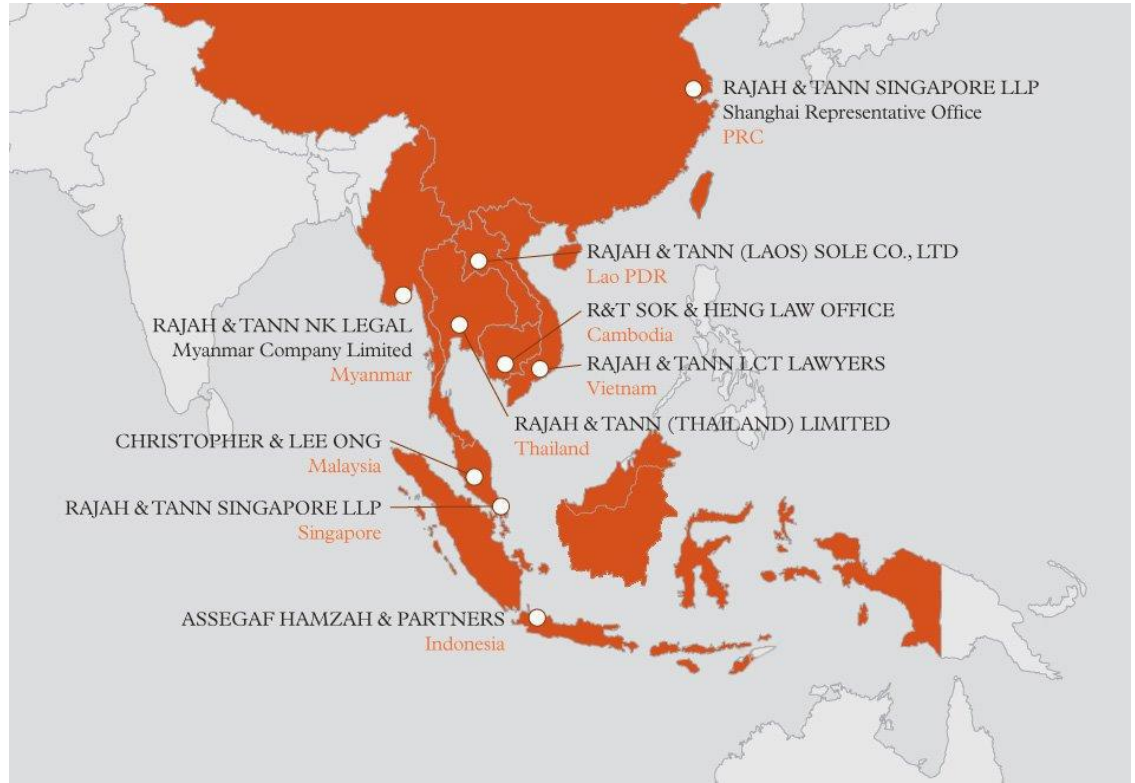 RAJAH & TANN SINGAPORE LLP
Shanghai Representative Office
PRC
RAJAH & TANN (LAOS) SOLE CO., LTD
Lao PDR
R&T SOK & HENG LAW OFFICE
Cambodia
RAJAH & TANN NK LEGAL
Myanmar Company Limited
Myanmar
RAJAH & TANN LCT LAWYERS
Vietnam
RAJAH & TANN (THAILAND) LIMITED
Thailand
CHRISTOPHER & LEE ONG
Malaysia
RAJAH & TANN SINGAPORE LLP
Singapore
ASSEGAF HAMZAH & PARTNERS
Indonesia